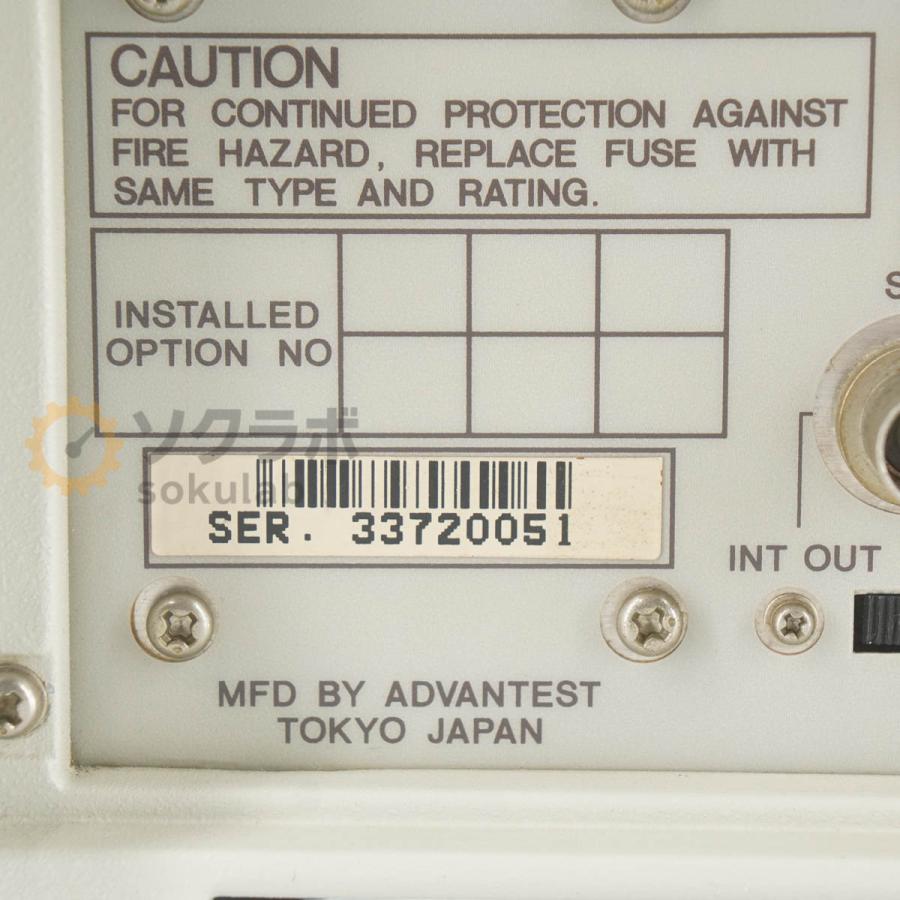 CAUTION
FOR CONTINUED PROTECTION AGAINST
FIRE HAZARD, REPLACE FUSE WITH
SAME TYPE AND RATING.
INSTALLED
OPTION NO
S
ソクラボ
sokulab
SER. 33720051
INT OUT
MFD BY ADVANTEST
TOKYO JAPAN